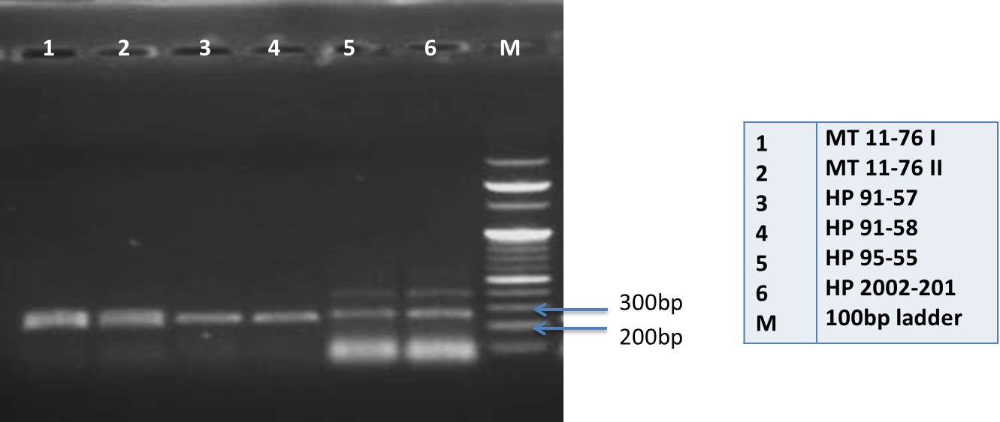 1 2 3 4 5 6 M
300bp
200bp
1 MT 11-76 I
2 MT 11-76 II
3 HP 91-57
4 HP 91-58
5 HP 95-55
6 HP 2002-201
M 100bp ladder